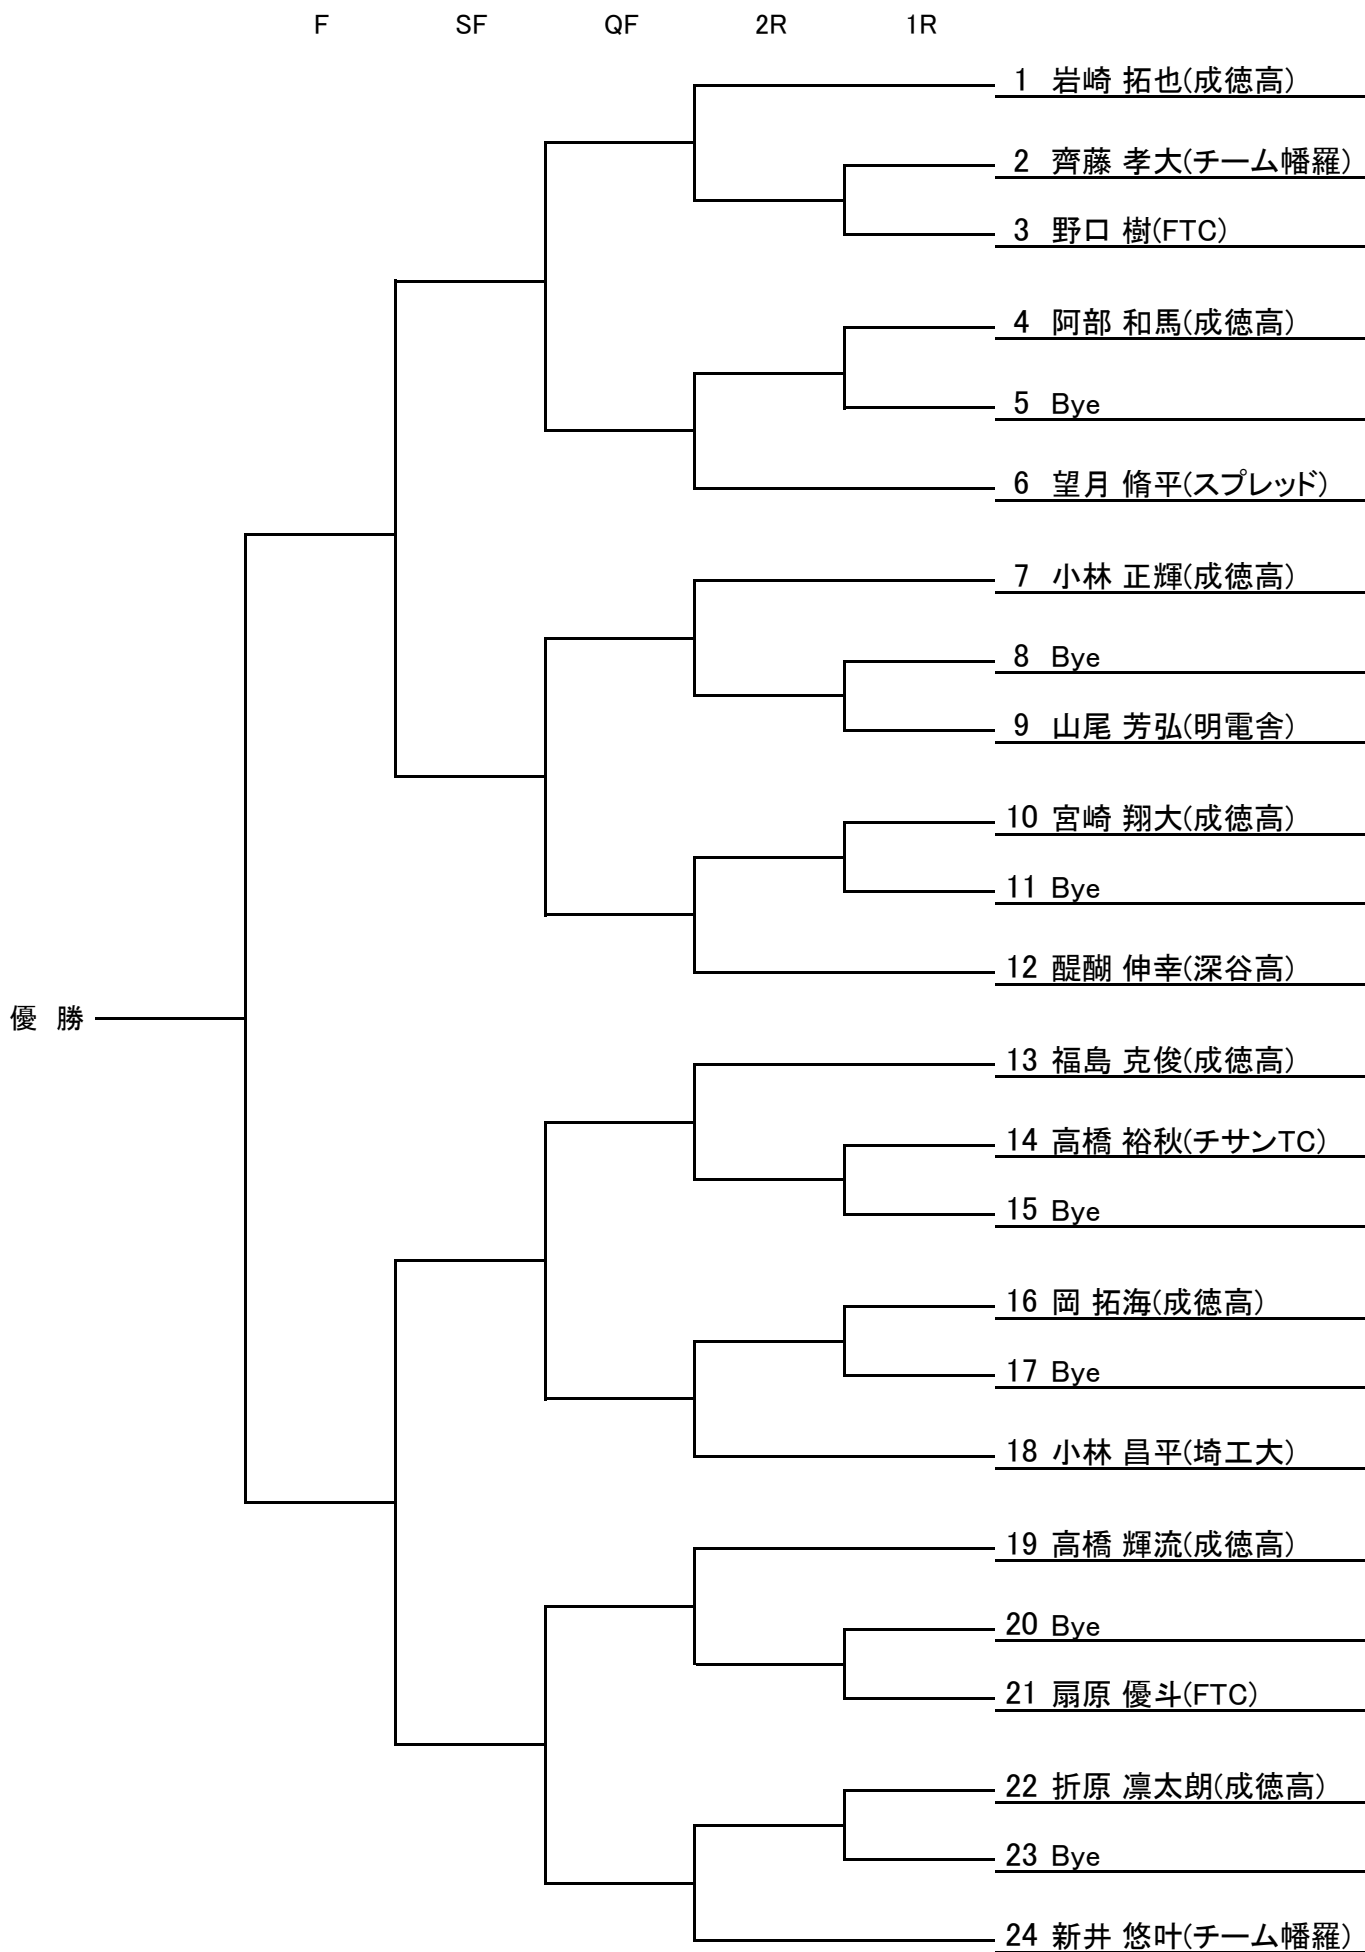 F SF QF 2R 1R
1 岩崎 拓也(成徳高)
2 齊藤 孝大(チーム幡羅)
3 野口 樹(FTC)
4 阿部 和馬(成徳高)
5 Bye
6 望月 脩平(スプレッド)
7 小林 正輝(成徳高)
8 Bye
9 山尾 芳弘(明電舎)
10 宮崎 翔大(成徳高)
11 Bye
12 醍醐 伸幸(深谷高)
優 勝
13 福島 克俊(成徳高)
14 高橋 裕秋(チサンTC)
15 Bye
16 岡 拓海(成徳高)
17 Bye
18 小林 昌平(埼工大)
19 高橋 輝流(成徳高)
20 Bye
21 扇原 優斗(FTC)
22 折原 凛太朗(成徳高)
23 Bye
24 新井 悠叶(チーム幡羅)